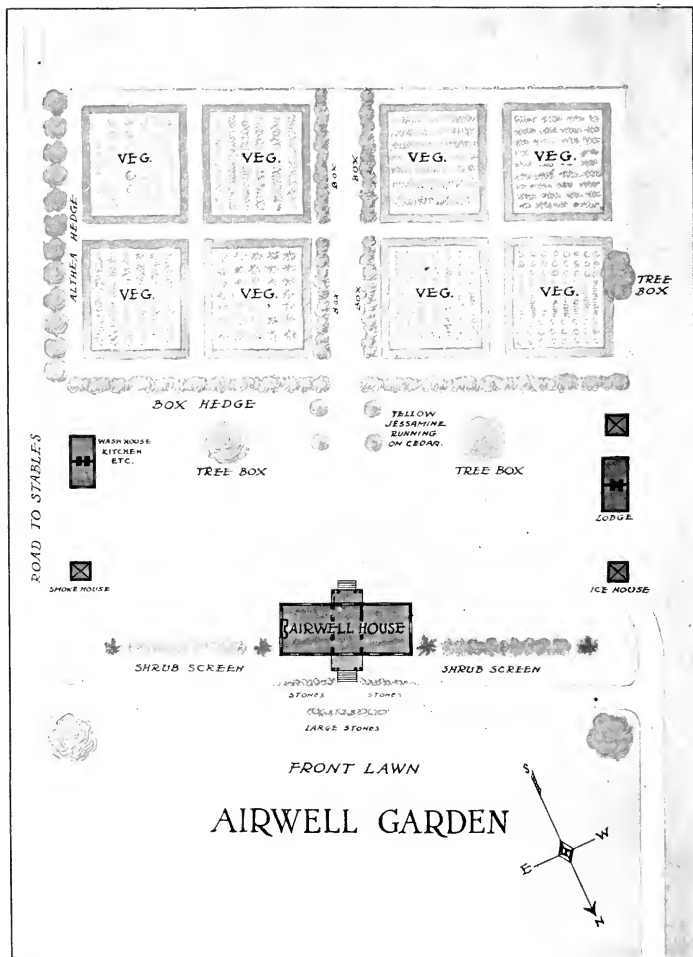 VEG.
VEG.
VEG.
VEG.
BOX
BOX
ALTHEA HEDGE
VEG.
VEG.
VEG.
VEG.
BOX
BOX
TREE
BOX
BOX HEDGE
YELLOW
JESSAMINE
RUNNING
ON CEDAR.
WASH HOUSE
KITCHEN
ETC.
TREE BOX
TREE BOX
LODGE
ROAD TO STABLES
SMOKE HOUSE
ICE HOUSE
AIRWELL HOUSE
SHRUB SCREEN
SHRUB SCREEN
STONES
STONES
LARGE STONES
FRONT LAWN
AIRWELL GARDEN
S
W
E
N